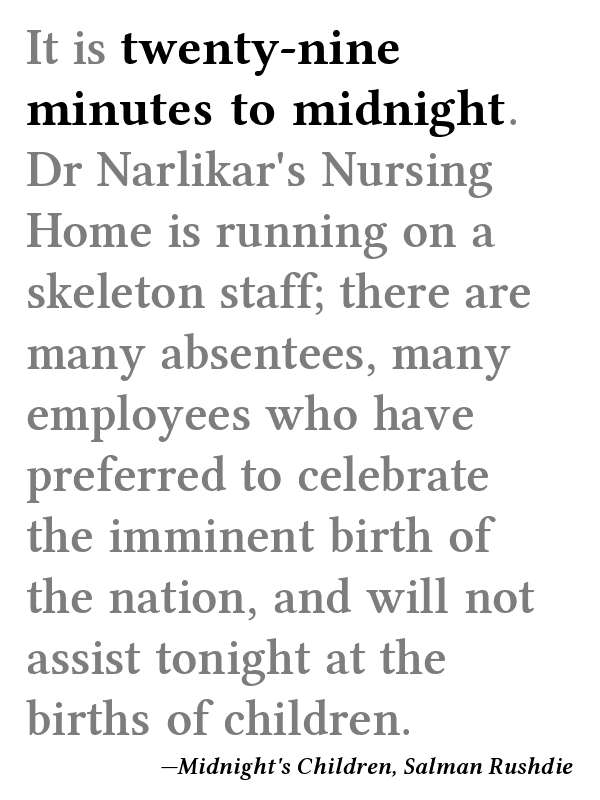 It is twenty-nine
minutes to midnight.
Dr Narlikar's Nursing
Home is running on a
skeleton staff; there are
many absentees, many
employees who have
preferred to celebrate
the imminent birth of
the nation, and will not
assist tonight at the
births of children.
—Midnight's Children, Salman Rushdie